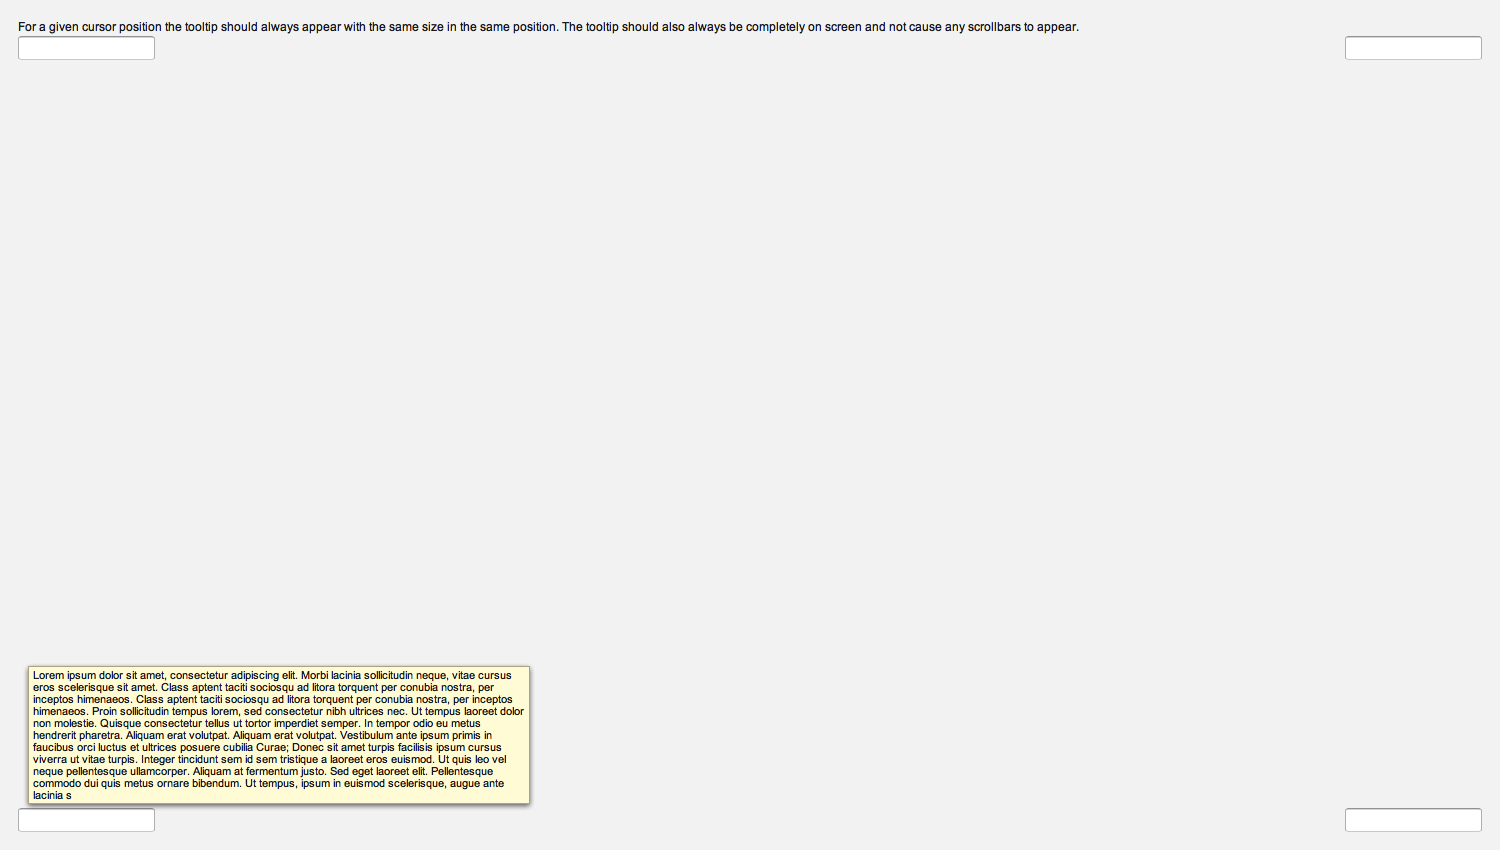 For a given cursor position the tooltip should always appear with the same size in the same position. The tooltip should also always be completely on screen and not cause any scrollbars to appear.
Lorem ipsum dolor sit amet, consectetur adipiscing elit. Morbi lacinia sollicitudin neque, vitae cursus
eros scelerisque sit amet. Class aptent taciti sociosqu ad litora torquent per conubia nostra, per
inceptos himenaeos. Class aptent taciti sociosqu ad litora torquent per conubia nostra, per inceptos
himenaeos. Proin sollicitudin tempus lorem, sed consectetur nibh ultrices nec. Ut tempus laoreet dolor
non molestie. Quisque consectetur tellus ut tortor imperdiet semper. In tempor odio eu metus
hendrerit pharetra. Aliquam erat volutpat. Aliquam erat volutpat. Vestibulum ante ipsum primis in
faucibus orci luctus et ultrices posuere cubilia Curae; Donec sit amet turpis facilisis ipsum cursus
viverra ut vitae turpis. Integer tincidunt sem id sem tristique a laoreet eros euismod. Ut quis leo vel
neque pellentesque ullamcorper. Aliquam at fermentum justo. Sed eget laoreet elit. Pellentesque
commodo dui quis metus ornare bibendum. Ut tempus, ipsum in euismod scelerisque, augue ante
lacinia s